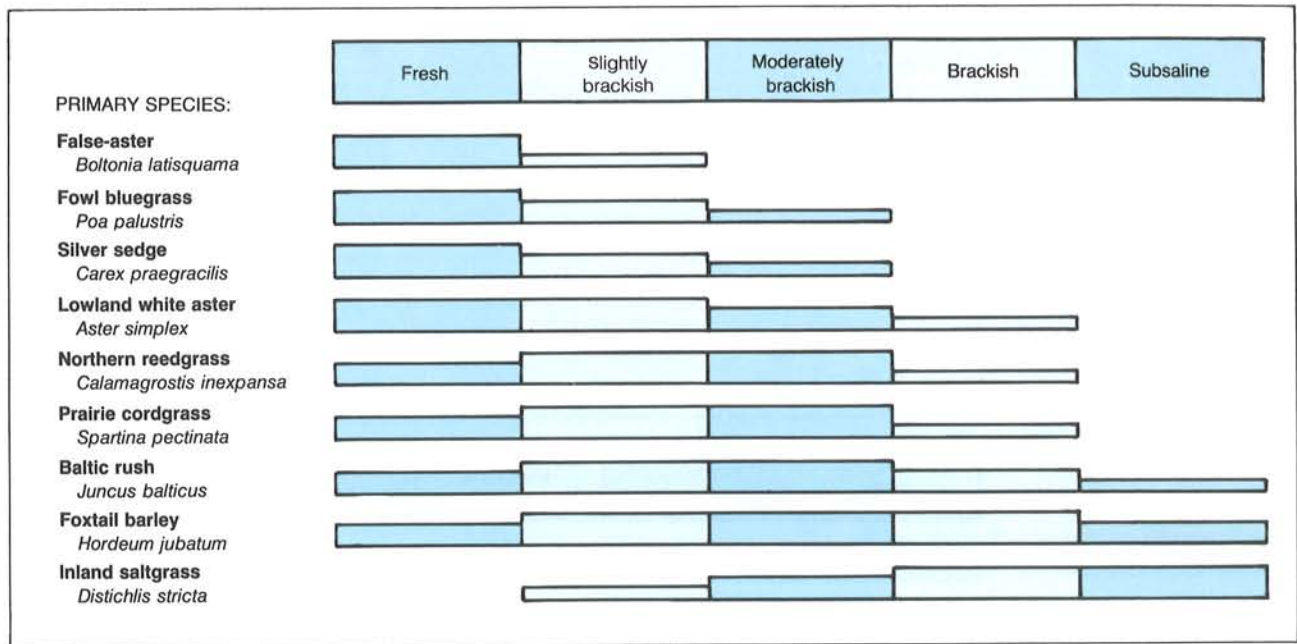 Fresh
Slightly
brackish
Moderately
brackish
Brackish
Subsaline
PRIMARY SPECIES:
False-aster
Boltonia latisquama
Fowl bluegrass
Poa palustris
Silver sedge
Carex praegracilis
Lowland white aster
Aster simplex
Northern reedgrass
Calamagrostis inexpansa
Prairie cordgrass
Spartina pectinata
Baltic rush
Juncus balticus
Foxtail barley
Hordeum jubatum
Inland saltgrass
Distichlis stricta